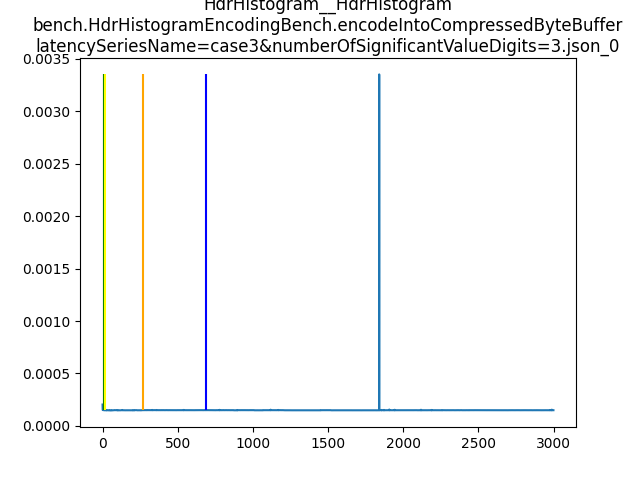 HdrHistogram__HdrHistogram
bench.HdrHistogramEncodingBench.encodeIntoCompressedByteBuffer
latencySeriesName=case3&numberOfSignificantValueDigits=3.json_0
0.0035
0.0030
0.0025
0.0020
0.0015
0.0010
0.0005
0.0000
0 500 1000 1500 2000 2500 3000